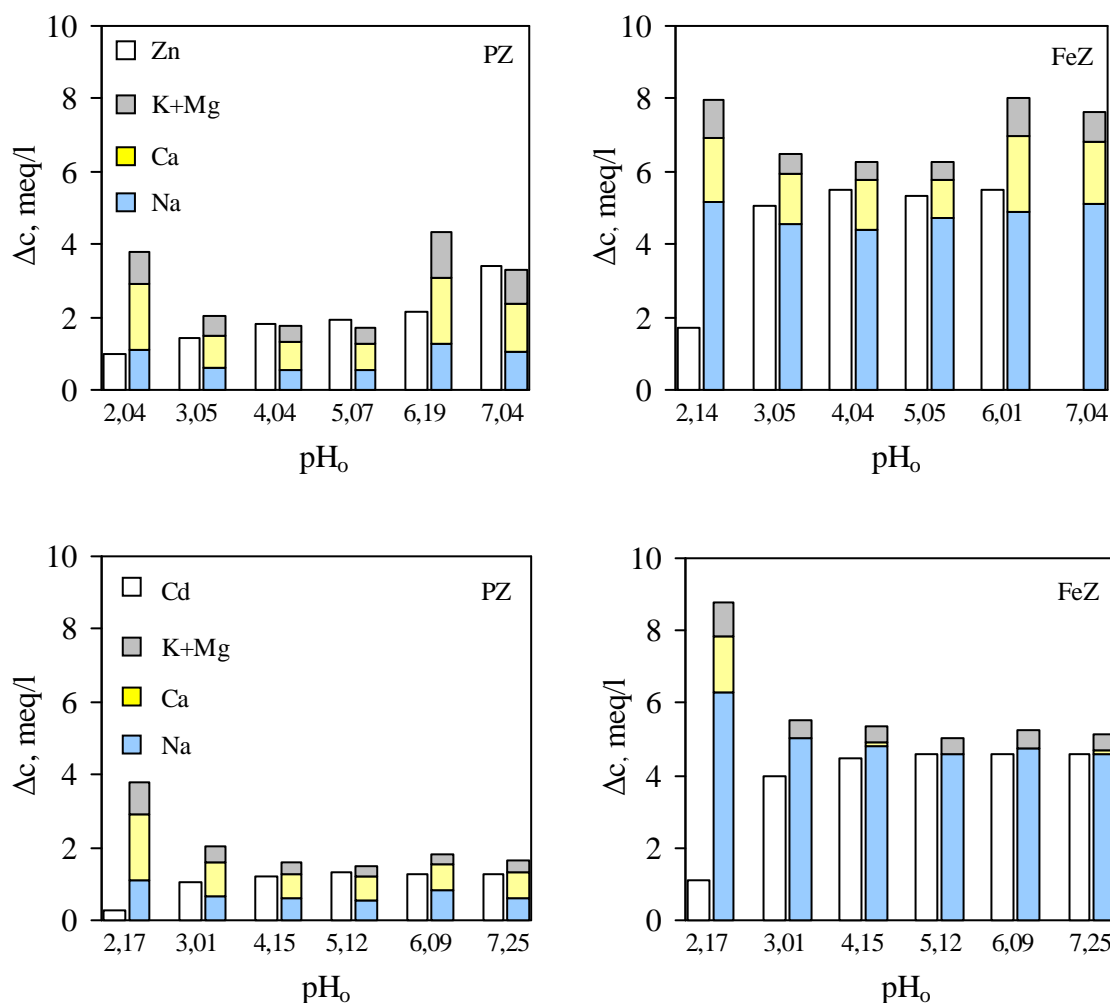 10
8
6
4
2
0
Δc, meq/l
Zn
K+Mg
Ca
Na
PZ
2,04 3,05 4,04 5,07 6,19 7,04
pHo
10
8
6
4
2
0
Δc, meq/l
FeZ
2,14 3,05 4,04 5,05 6,01 7,04
pHo
10
8
6
4
2
0
Δc, meq/l
Cd
K+Mg
Ca
Na
PZ
2,17 3,01 4,15 5,12 6,09 7,25
pHo
10
8
6
4
2
0
Δc, meq/l
FeZ
2,17 3,01 4,15 5,12 6,09 7,25
pHo